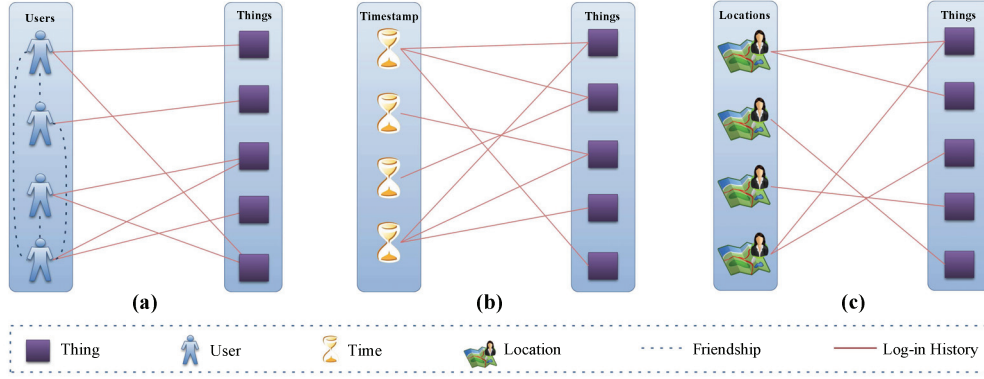 Users
Things
Timestamp
Things
Locations
Things
(a)
(b)
(c)
Thing
User
Time
Location
Friendship
Log-in History